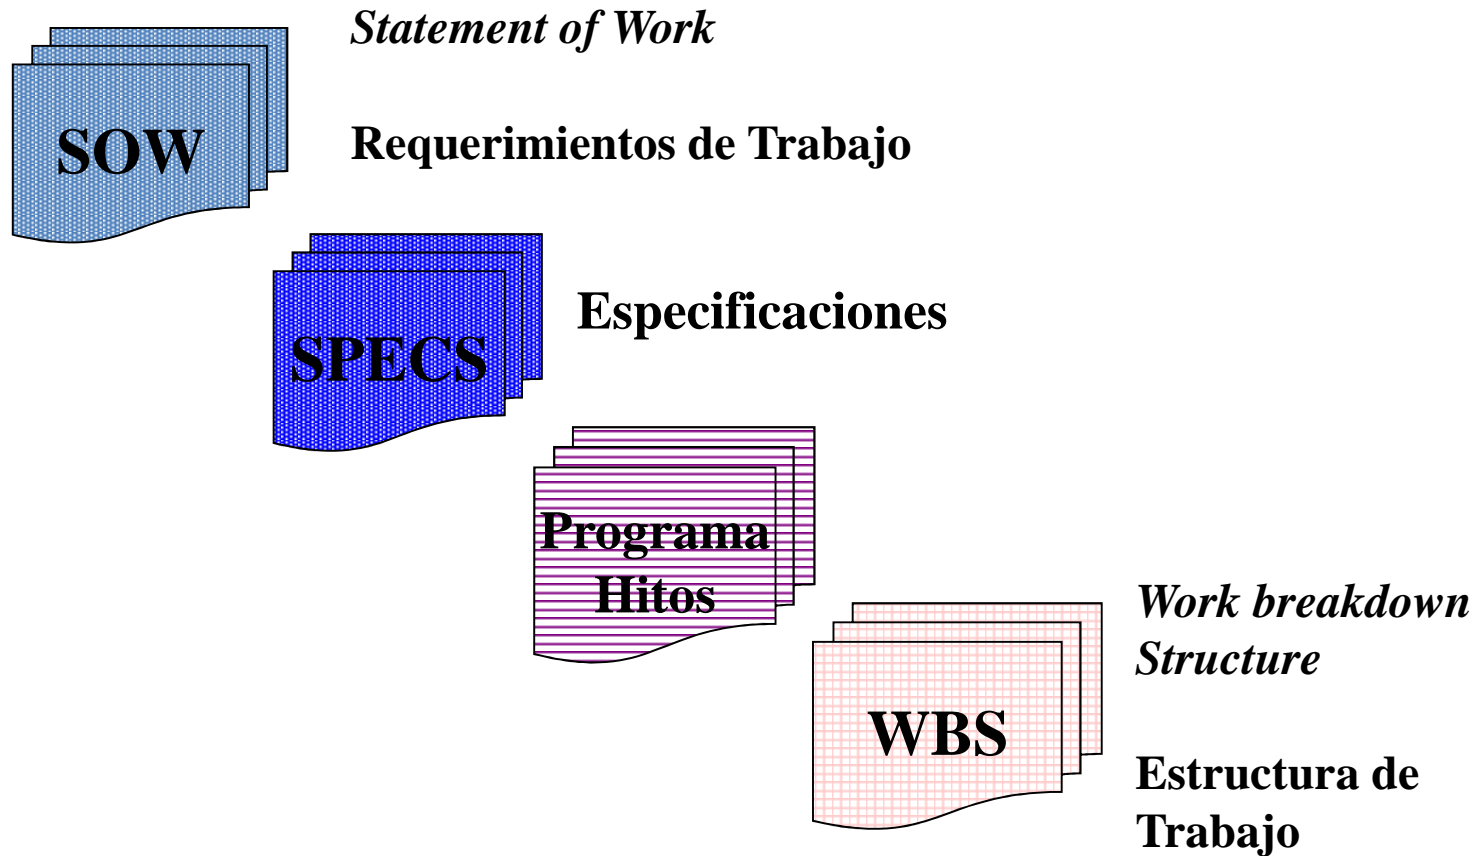 Statement of Work
SOW
Requerimientos de Trabajo
SPECS
Especificaciones
Programa
Hitos
WBS
Work breakdown
Structure
Estructura de
Trabajo